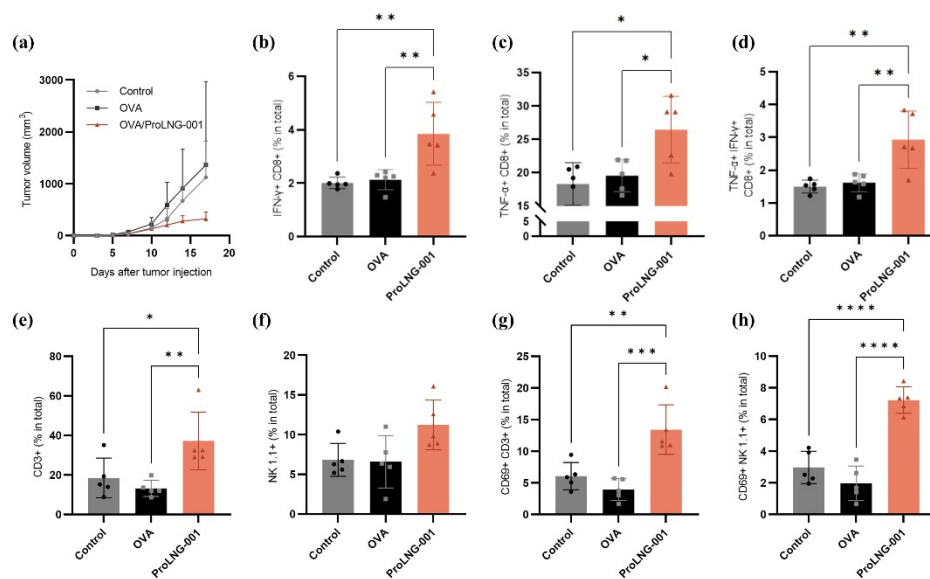 (a)
Tumor volume (mm³)
3000
2000
1000
0
Control
OVA
OVA/ProLNG-001
0
5
10
15
20
Days after tumor injection
(b)
IFN-γ+ CD8+ (% in total)
6
4
2
0
* *
* *
Control
OVA
ProLNG-001
(c)
TNF-α+ CD8+ (% in total)
35
30
25
20
15
5
0
*
*
Control
OVA
ProLNG-001
(d)
TNF-α+ IFN-γ+
CD8+ (% in total)
5
4
3
2
1
0
* *
* *
Control
OVA
ProLNG-001
(e)
CD3+ (% in total)
80
60
40
20
0
*
* *
Control
OVA
ProLNG-001
(f)
NK 1.1+ (% in total)
20
15
10
5
0
Control
OVA
ProLNG-001
(g)
CD69+ CD3+ (% in total)
25
20
15
10
5
0
* *
* * *
Control
OVA
ProLNG-001
(h)
CD69+ NK 1.1+ (% in total)
10
8
6
4
2
0
* * * *
* * * *
Control
OVA
ProLNG-001